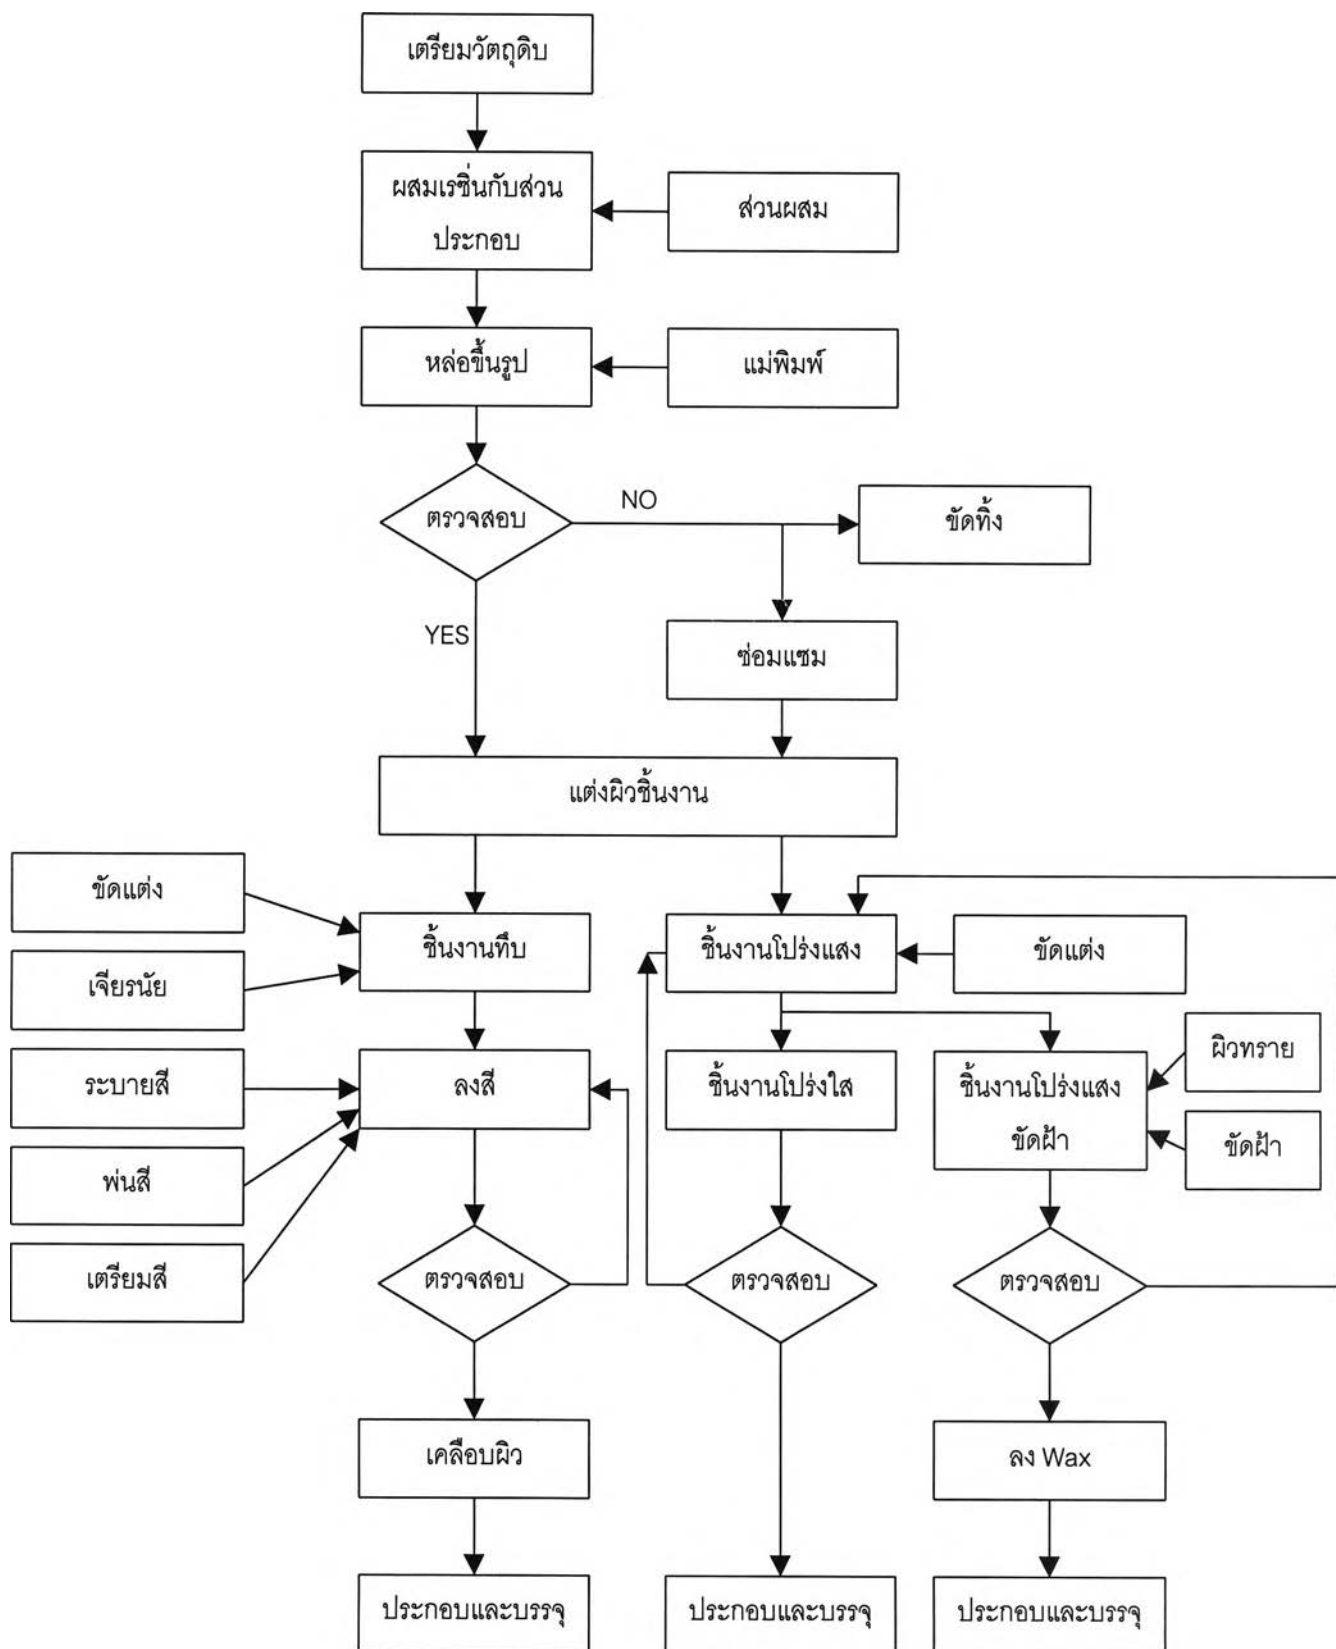 เตรียมวัตถุดิบ
ผสมเรซิ่นกับส่วน
ประกอบ
ส่วนผสม
หล่อขึ้นรูป
แม่พิมพ์
ตรวจสอบ
NO
ขัดทิ้ง
YES
ซ่อมแซม
แต่งผิวชิ้นงาน
ขัดแต่ง
ชิ้นงานทึบ
ชิ้นงานโปร่งแสง
ขัดแต่ง
เจียรนัย
ระบายสี
ลงสี
ชิ้นงานโปร่งใส
ชิ้นงานโปร่งแสง
ขัดฝ้า
ผิวทราย
ขัดฝ้า
พ่นสี
เตรียมสี
ตรวจสอบ
ตรวจสอบ
ตรวจสอบ
เคลือบผิว
ลง Wax
ประกอบและบรรจุ
ประกอบและบรรจุ
ประกอบและบรรจุ